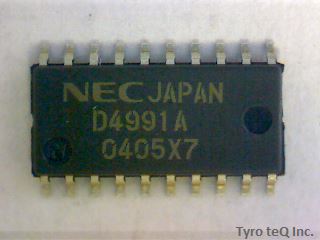 NEC JAPAN
D4991A
0405X7
Tyro teQ Inc.